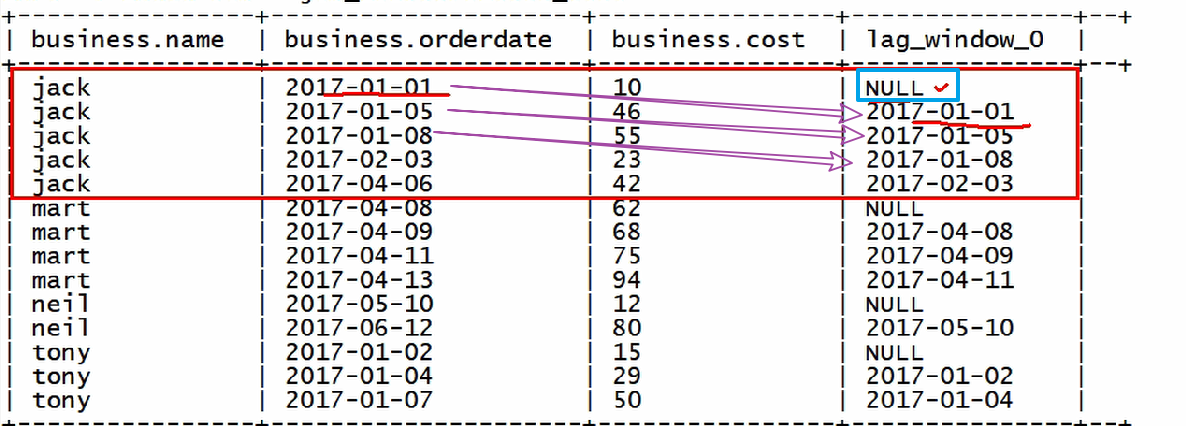 business.name business.orderdate business.cost lag_window_0
jack 2017-01-01 10 NULL
jack 2017-01-05 46 2017-01-01
jack 2017-01-08 55 2017-01-05
jack 2017-02-03 23 2017-01-08
jack 2017-04-06 42 2017-02-03
mart 2017-04-08 62 NULL
mart 2017-04-09 68 2017-04-08
mart 2017-04-11 75 2017-04-09
mart 2017-04-13 94 2017-04-11
neil 2017-05-10 12 NULL
neil 2017-06-12 80 2017-05-10
tony 2017-01-02 15 NULL
tony 2017-01-04 29 2017-01-02
tony 2017-01-07 50 2017-01-04